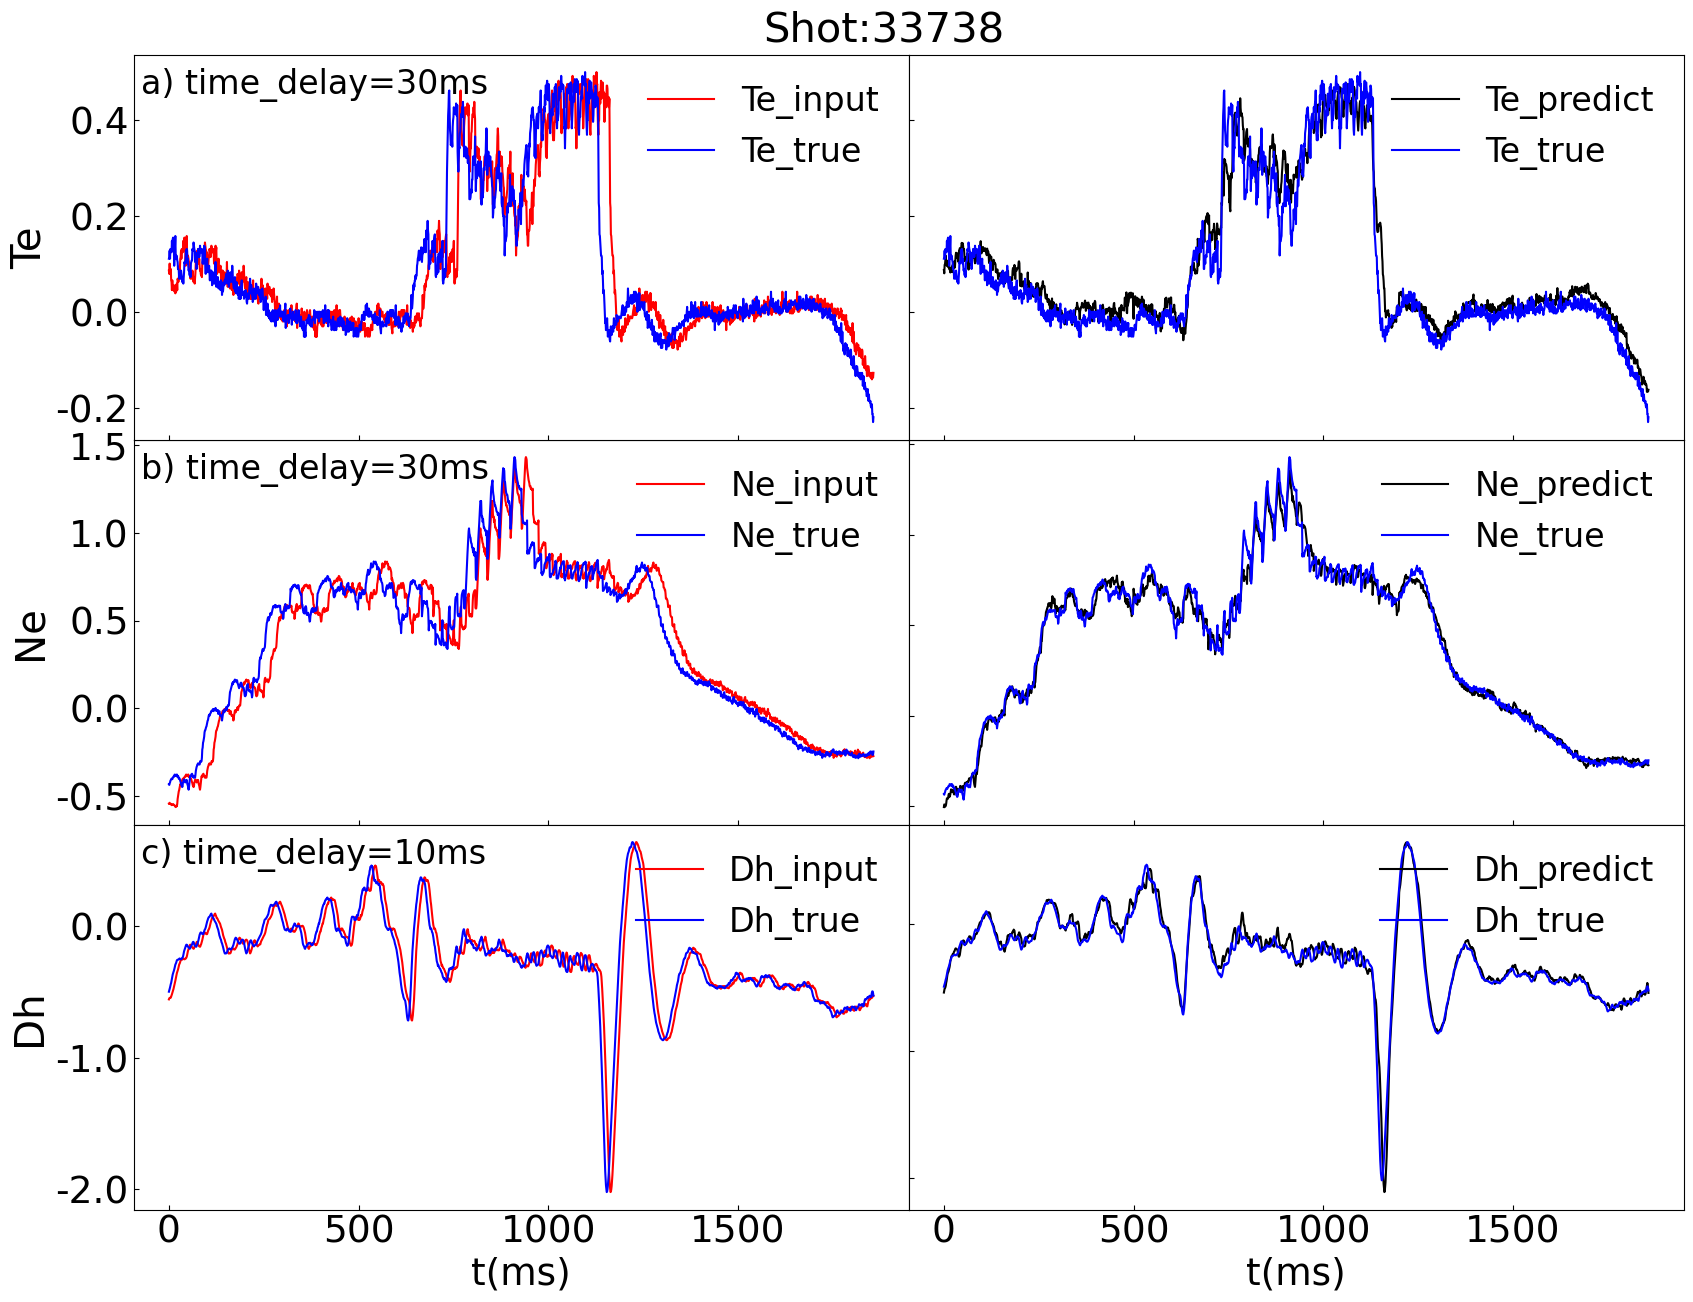 Shot:33738
a) time_delay=30ms
Te_input
Te_true
Te_predict
Te_true
0.4
0.2
0.0
-0.2
Te
b) time_delay=30ms
Ne_input
Ne_true
Ne_predict
Ne_true
1.5
1.0
0.5
0.0
-0.5
Ne
c) time_delay=10ms
Dh_input
Dh_true
Dh_predict
Dh_true
0.0
-1.0
-2.0
Dh
0 500 1000 1500
0 500 1000 1500
t(ms)
t(ms)